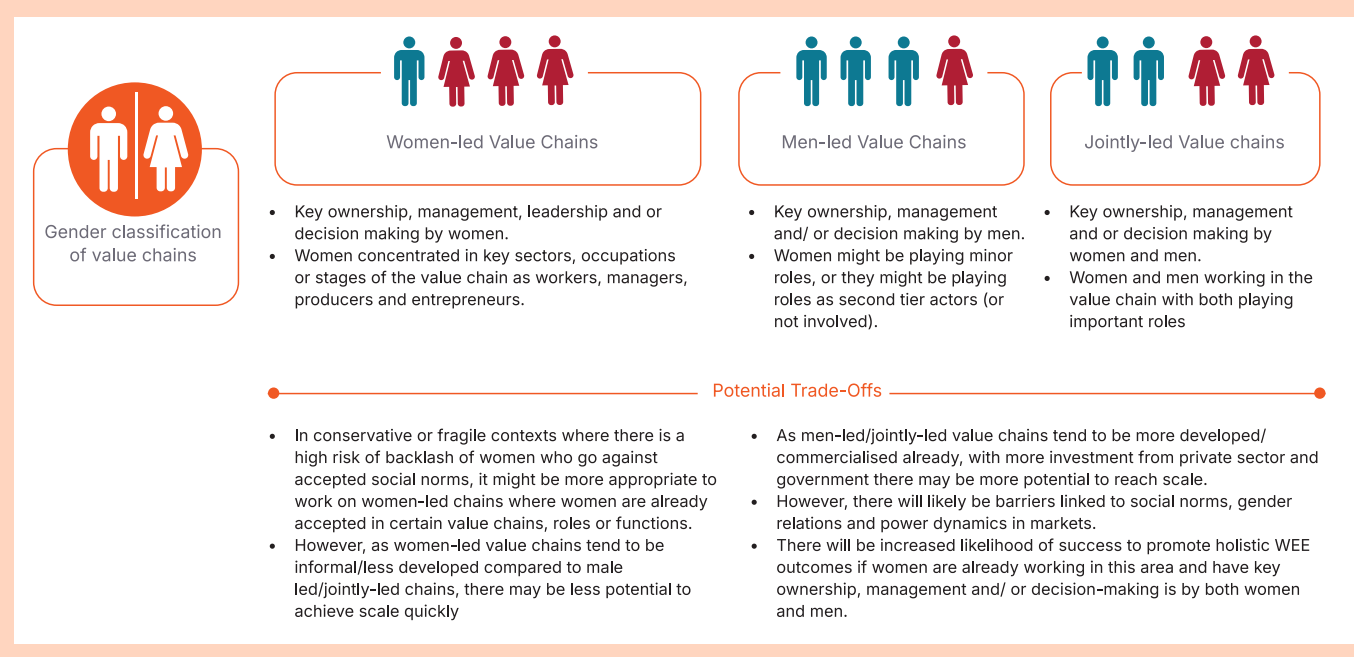 Gender classification
of value chains
Women-led Value Chains
• Key ownership, management, leadership and or
decision making by women.
• Women concentrated in key sectors, occupations
or stages of the value chain as workers, managers,
producers and entrepreneurs.
Men-led Value Chains
• Key ownership, management
and/ or decision making by men.
• Women might be playing minor
roles, or they might be playing
roles as second tier actors (or
not involved).
Jointly-led Value chains
• Key ownership, management
and or decision making by
women and men.
• Women and men working in the
value chain with both playing
important roles
Potential Trade-Offs
• In conservative or fragile contexts where there is a
high risk of backlash of women who go against
accepted social norms, it might be more appropriate to
work on women-led chains where women are already
accepted in certain value chains, roles or functions.
• However, as women-led value chains tend to be
informal/less developed compared to male
led/jointly-led chains, there may be less potential to
achieve scale quickly
• As men-led/jointly-led value chains tend to be more developed/
commercialised already, with more investment from private sector and
government there may be more potential to reach scale.
• However, there will likely be barriers linked to social norms, gender
relations and power dynamics in markets.
• There will be increased likelihood of success to promote holistic WEE
outcomes if women are already working in this area and have key
ownership, management and/ or decision-making is by both women
and men.